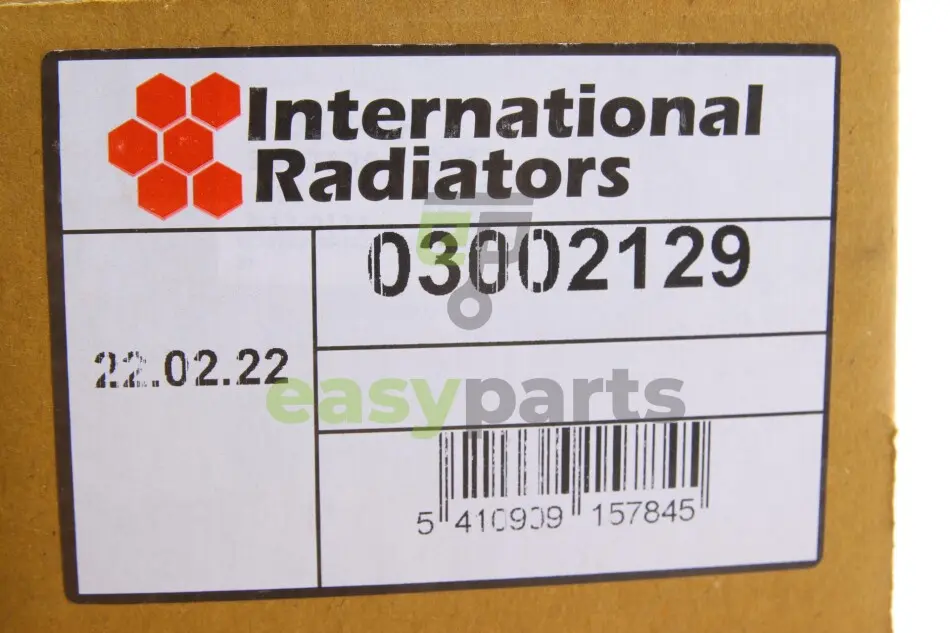 International
Radiators
03002129
22.02.22
easyparts
5 410909 157845